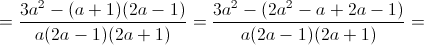 = \frac{3a^2 - (a + 1)(2a - 1)}{a(2a - 1)(2a + 1)} = \frac{3a^2 - (2a^2 - a + 2a - 1)}{a(2a - 1)(2a + 1)} =